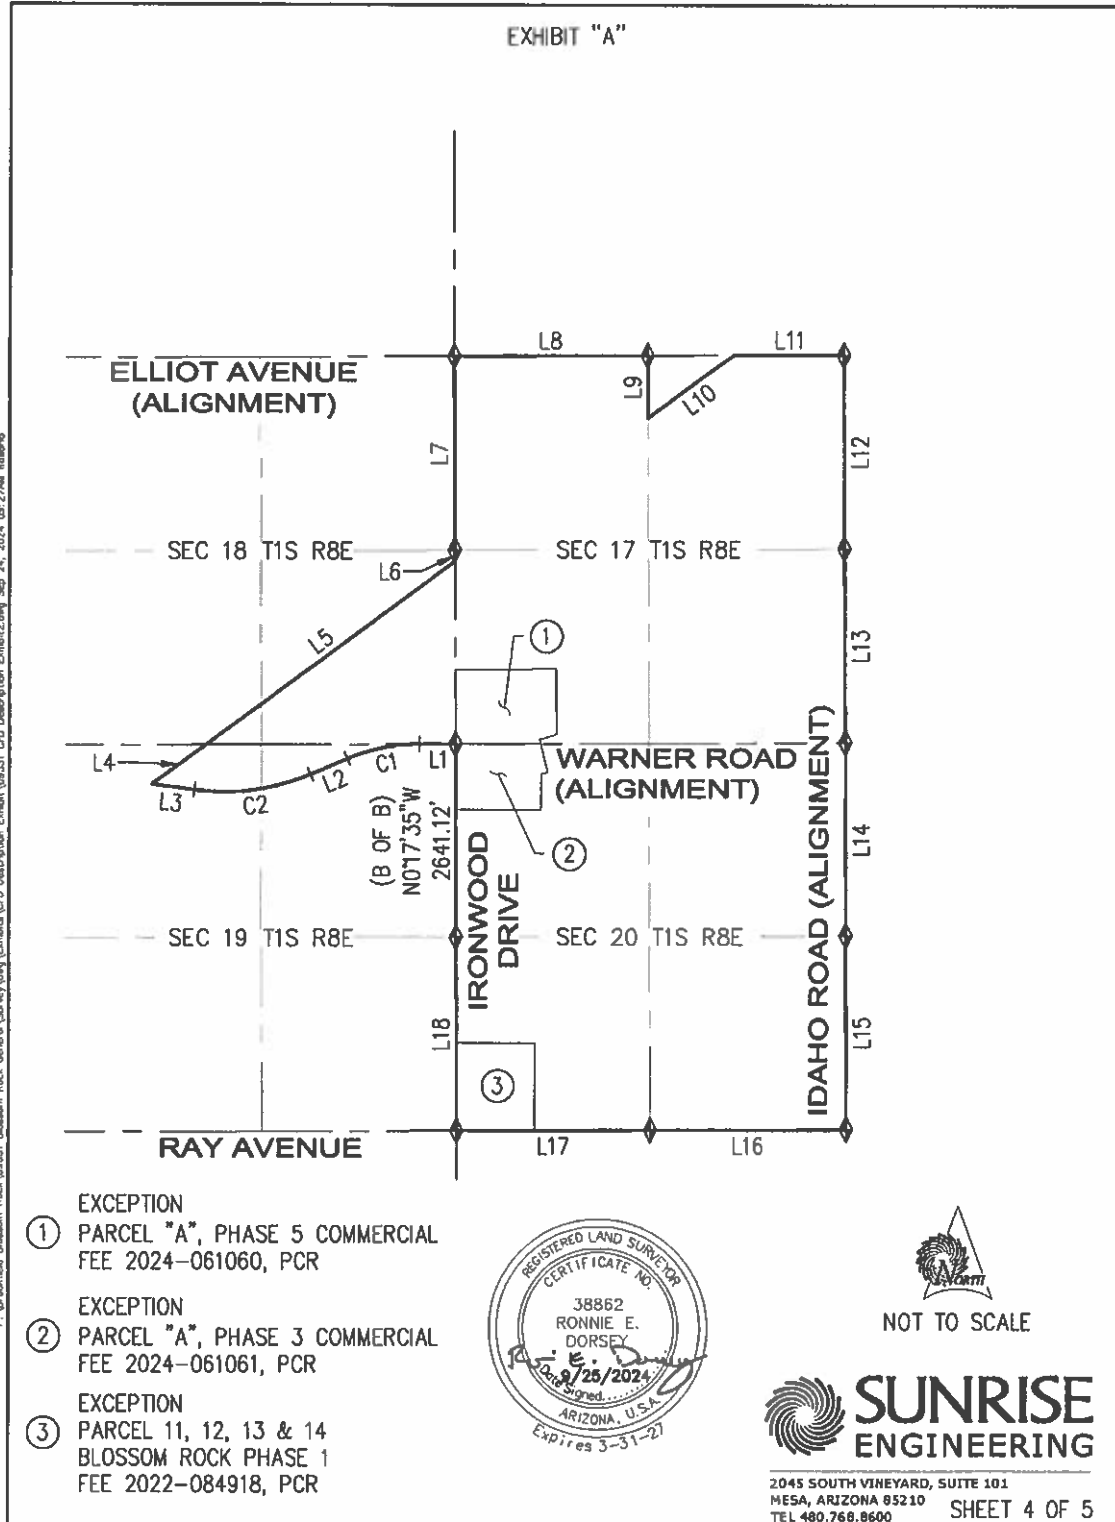 EXHIBIT "A"
L8
L11
ELLIOT AVENUE
(ALIGNMENT)
L9
L10
L7
L12
SEC 18 T1S R8E
SEC 17 T1S R8E
L6
L5
1
L13
L4
L3
C2
L2
C1
L1
WARNER ROAD
(ALIGNMENT)
2
(B OF B)
N0°17'35"W
2641.12'
IRONWOOD
DRIVE
IDAHO ROAD (ALIGNMENT)
L14
SEC 19 T1S R8E
SEC 20 T1S R8E
L18
L15
3
RAY AVENUE
L17
L16
EXCEPTION
1 PARCEL "A", PHASE 5 COMMERCIAL
FEE 2024-061060, PCR
EXCEPTION
2 PARCEL "A", PHASE 3 COMMERCIAL
FEE 2024-061061, PCR
EXCEPTION
3 PARCEL 11, 12, 13 & 14
BLOSSOM ROCK PHASE 1
FEE 2022-084918, PCR
REGISTERED LAND SURVEYOR
CERTIFICATE NO.
38862
RONNIE E.
DORSEY
9/25/2024
Date Signed
ARIZONA, U.S.A.
Expires 3-31-27
NORTH
NOT TO SCALE
SUNRISE
ENGINEERING
2045 SOUTH VINEYARD, SUITE 101
MESA, ARIZONA 85210
TEL 480.768.8600
SHEET 4 OF 5